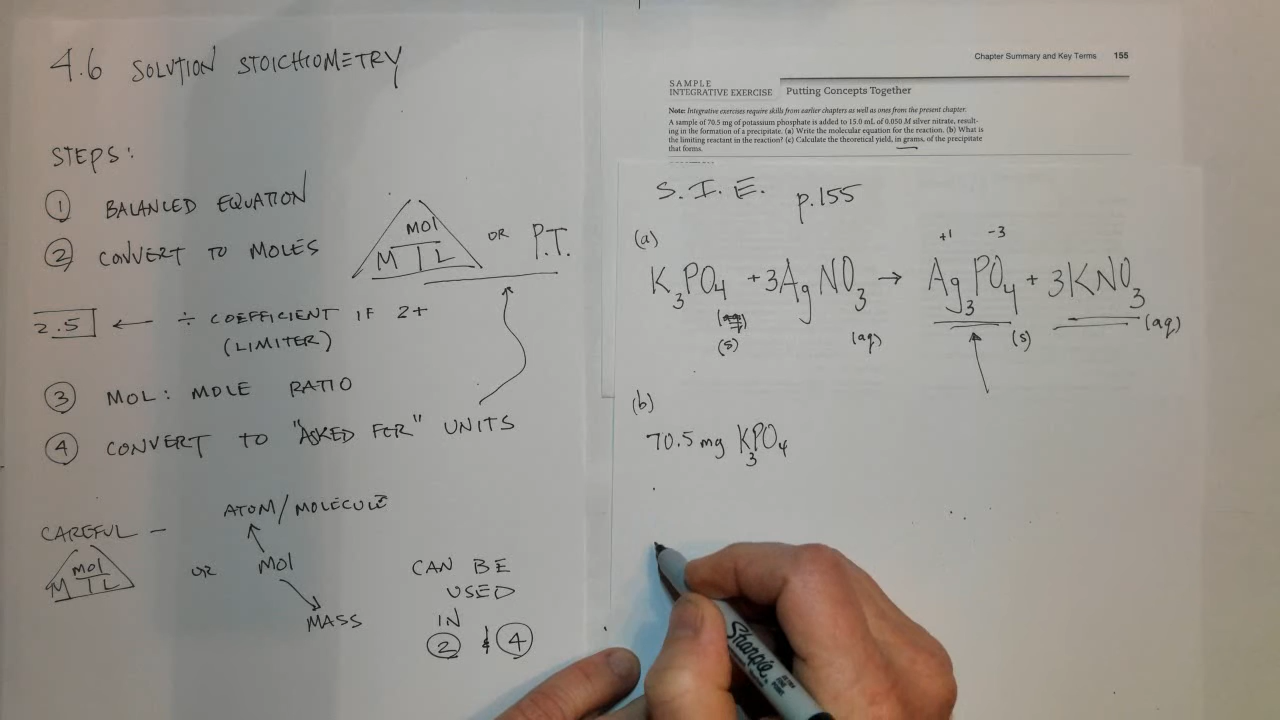 4.6 SOLUTION STOICHIOMETRY
STEPS:
① BALANCED EQUATION
② CONVERT TO MOLES
mol
M L
OR P.T.
2.5 ← ÷ COEFFICIENT IF 2+
(LIMITER)
③ MOL: MOLE RATIO
④ CONVERT TO "ASKED FOR" UNITS
CAREFUL -
mol
M L
OR
ATOM/MOLECULE
mol
MASS
CAN BE
USED
IN
② & ④
Chapter Summary and Key Terms 155
SAMPLE
INTEGRATIVE EXERCISE Putting Concepts Together
Note: Integrative exercises require skills from earlier chapters as well as ones from the present chapter.
A sample of 70.5 mg of potassium phosphate is added to 15.0 mL of 0.050 M silver nitrate, result-
ing in the formation of a precipitate. (a) Write the molecular equation for the reaction. (b) What is
the limiting reactant in the reaction? (c) Calculate the theoretical yield, in grams, of the precipitate
that forms.
S.I.E. p.155
(a)
+1 -3
K₃PO₄ + 3AgNO₃ → Ag₃PO₄ + 3KNO₃
(s) (aq) (s) (aq)
(b)
70.5 mg K₃PO₄
Sharpie